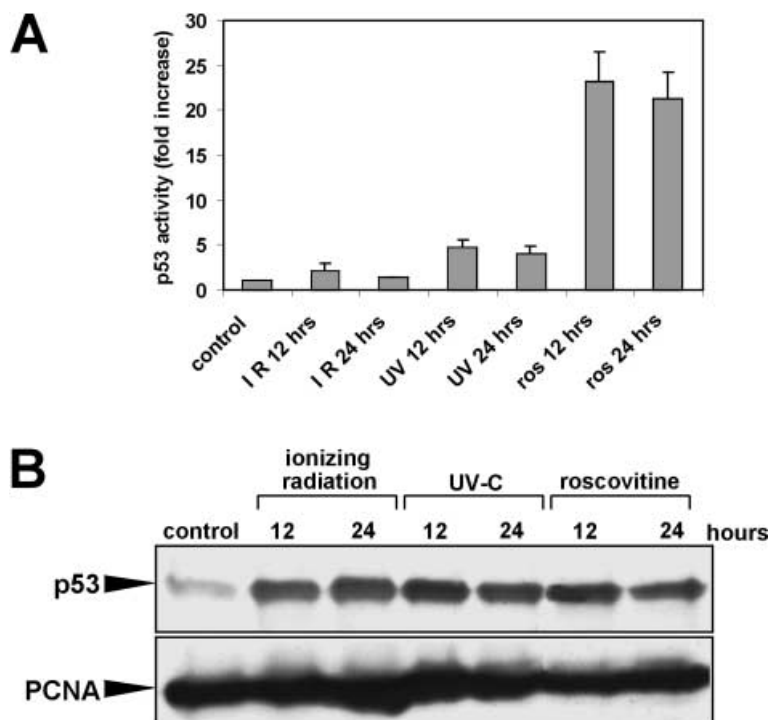 A
p53 activity (fold increase)
30
25
20
15
10
5
0
control
I R 12 hrs
I R 24 hrs
UV 12 hrs
UV 24 hrs
ros 12 hrs
ros 24 hrs
B
ionizing
radiation
UV-C
roscovitine
control 12 24 12 24 12 24 hours
p53
PCNA